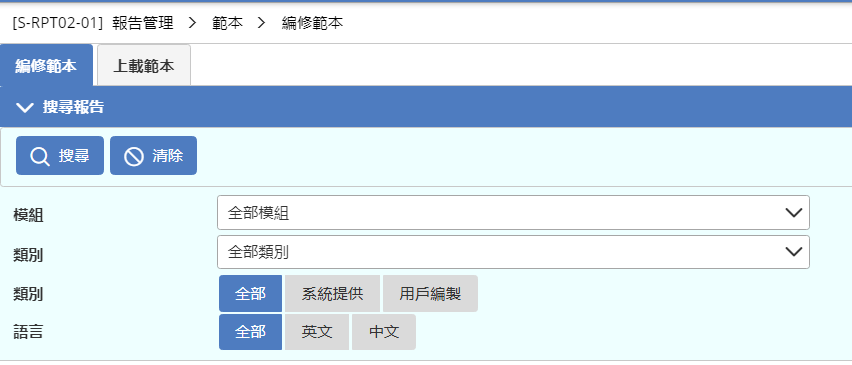 [S-RPT02-01] 報告管理 > 範本 > 編修範本
編修範本 上載範本
搜尋報告
搜尋 清除
模組 全部模組
類別 全部類別
類別 全部 系統提供 用戶編製
語言 全部 英文 中文